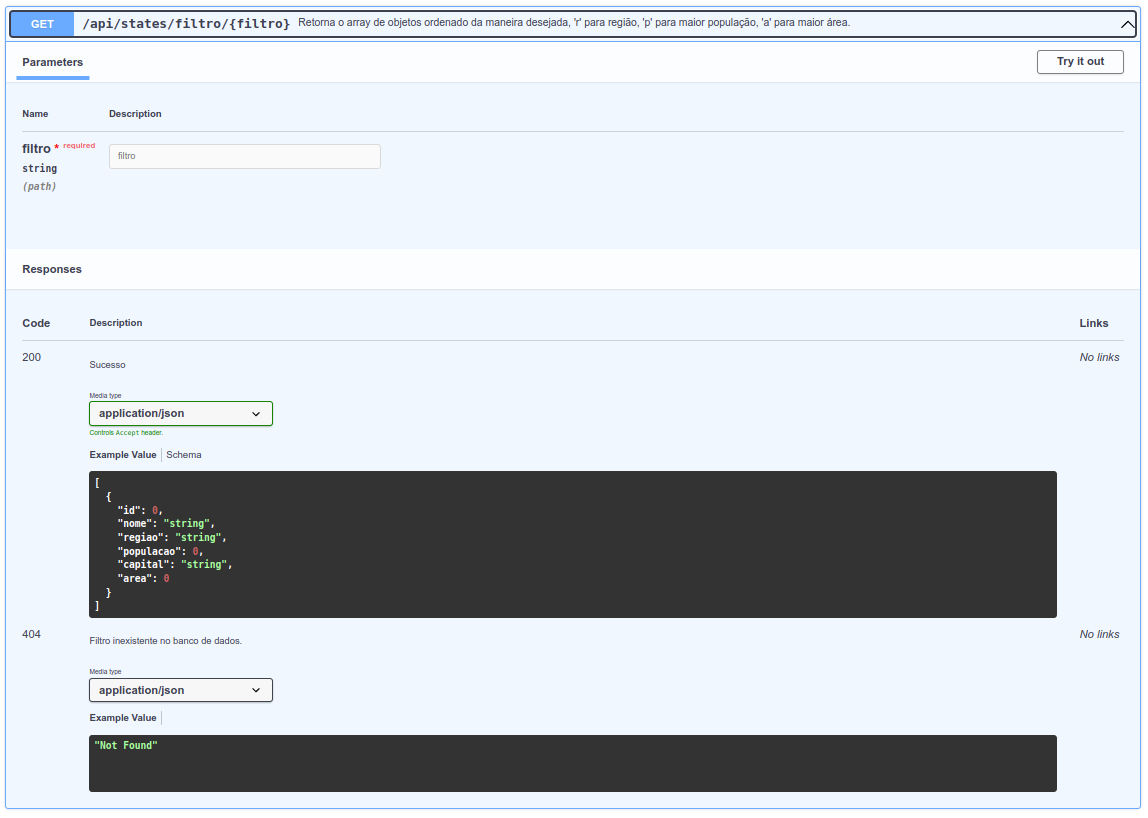 GET /api/states/filtro/{filtro} Retorna o array de objetos ordenado da maneira desejada, 'r' para região, 'p' para maior população, 'a' para maior área.
Parameters Try it out
Name Description
filtro * required
string
(path)
filtro
Responses
Code Description Links
200 Sucesso No links
Media type
application/json
Controls Accept header.
Example Value Schema
[
  {
    "id": 0,
    "nome": "string",
    "regiao": "string",
    "populacao": 0,
    "capital": "string",
    "area": 0
  }
]
404 Filtro inexistente no banco de dados. No links
Media type
application/json
Example Value
"Not Found"